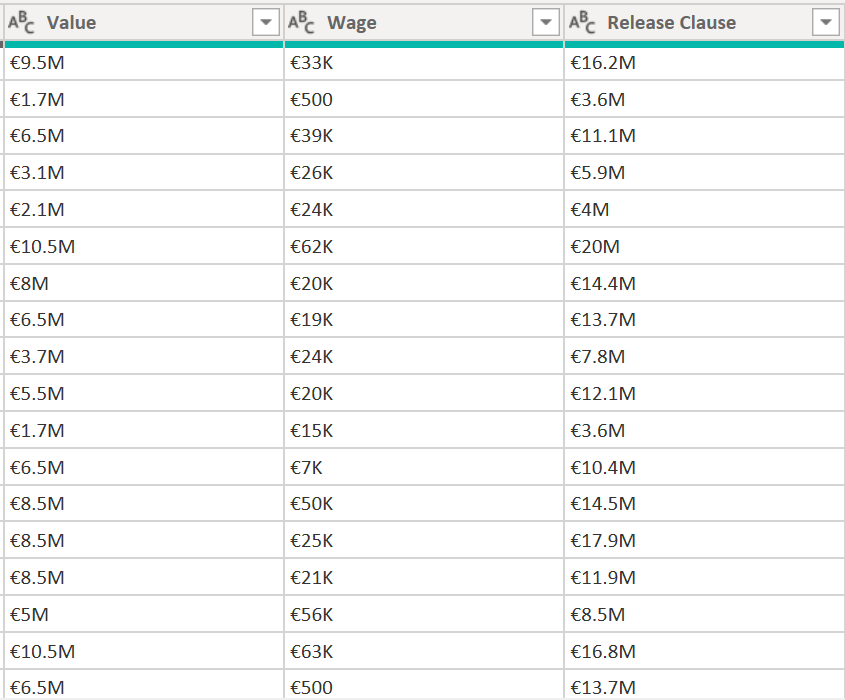 ABC Value ABC Wage ABC Release Clause
€9.5M €33K €16.2M
€1.7M €500 €3.6M
€6.5M €39K €11.1M
€3.1M €26K €5.9M
€2.1M €24K €4M
€10.5M €62K €20M
€8M €20K €14.4M
€6.5M €19K €13.7M
€3.7M €24K €7.8M
€5.5M €20K €12.1M
€1.7M €15K €3.6M
€6.5M €7K €10.4M
€8.5M €50K €14.5M
€8.5M €25K €17.9M
€8.5M €21K €11.9M
€5M €56K €8.5M
€10.5M €63K €16.8M
€6.5M €500 €13.7M